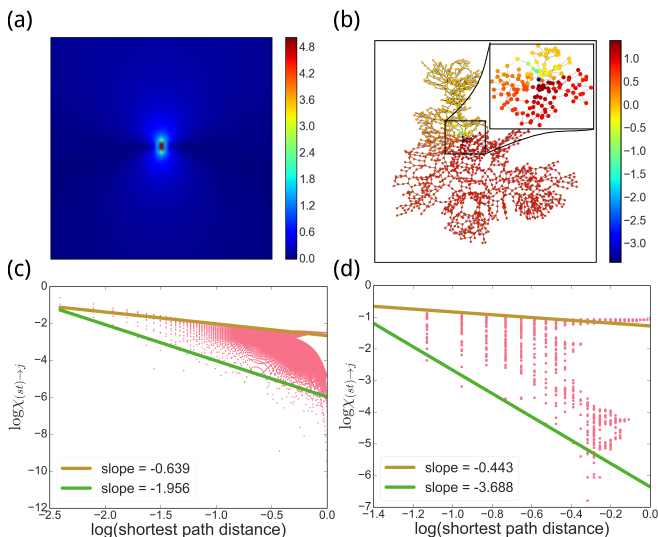 (a)
4.8
4.2
3.6
3.0
2.4
1.8
1.2
0.6
0.0
(b)
1.0
0.5
0.0
−0.5
−1.0
−1.5
−2.0
−2.5
−3.0
(c)
0
−2
−4
−6
−8
−10
−12
logχ(st)→j
slope = -0.639
slope = -1.956
−2.5 −2.0 −1.5 −1.0 −0.5 0.0
log(shortest path distance)
(d)
0
−1
−2
−3
−4
−5
−6
−7
logχ(st)→j
slope = -0.443
slope = -3.688
−1.4 −1.2 −1.0 −0.8 −0.6 −0.4 −0.2 0.0
log(shortest path distance)